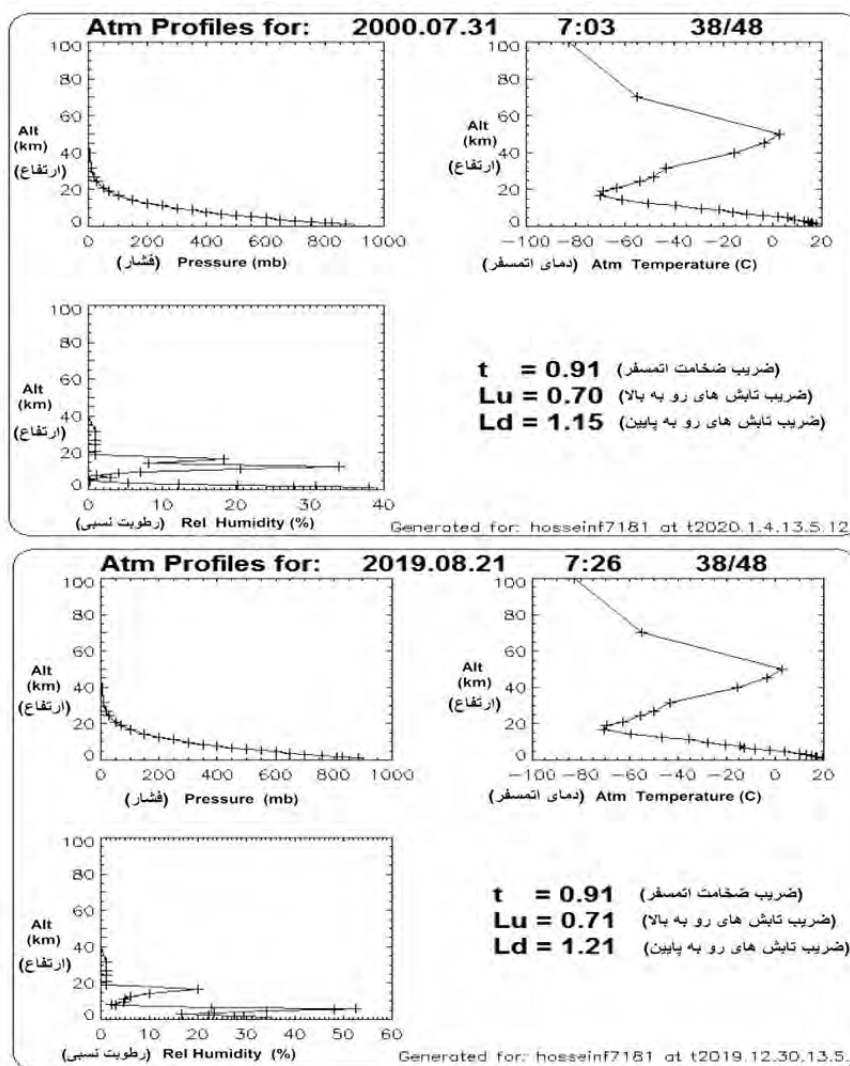 Atm Profiles for: 2000.07.31 7:03 38/48
100
80
60
40
20
0
Alt
(km)
(ارتفاع)
0 200 400 600 800 1000
(فشار) Pressure (mb)
100
80
60
40
20
0
Alt
(km)
(ارتفاع)
−100 −80 −60 −40 −20 0 20
(دمای اتمسفر) Atm Temperature (C)
100
80
60
40
20
0
Alt
(km)
(ارتفاع)
0 10 20 30 40
(رطوبت نسبی) Rel Humidity (%)
t = 0.91 (ضریب ضخامت اتمسفر)
Lu = 0.70 (ضریب تابش های رو به بالا)
Ld = 1.15 (ضریب تابش های رو به پایین)
Generated for: hosseinf7181 at t2020.1.4.13.5.12
Atm Profiles for: 2019.08.21 7:26 38/48
100
80
60
40
20
0
Alt
(km)
(ارتفاع)
0 200 400 600 800 1000
(فشار) Pressure (mb)
100
80
60
40
20
0
Alt
(km)
(ارتفاع)
−100 −80 −60 −40 −20 0 20
(دمای اتمسفر) Atm Temperature (C)
100
80
60
40
20
0
Alt
(km)
(ارتفاع)
0 10 20 30 40 50 60
(رطوبت نسبی) Rel Humidity (%)
t = 0.91 (ضریب ضخامت اتمسفر)
Lu = 0.71 (ضریب تابش های رو به بالا)
Ld = 1.21 (ضریب تابش های رو به پایین)
Generated for: hosseinf7181 at t2019.12.30.13.5.